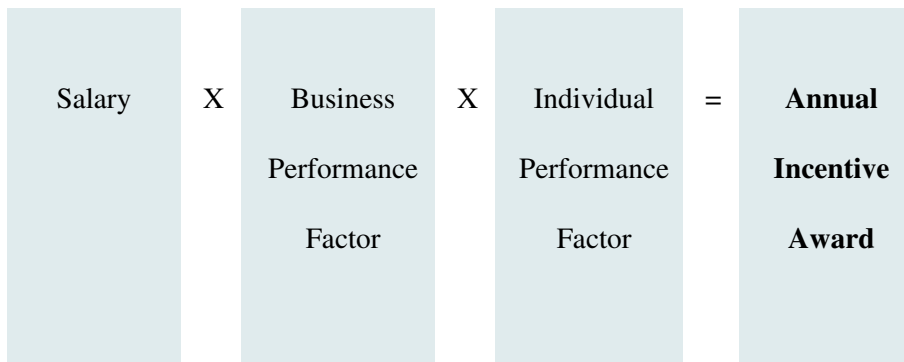 Salary X Business X Individual = Annual
Performance Performance Incentive
Factor Factor Award